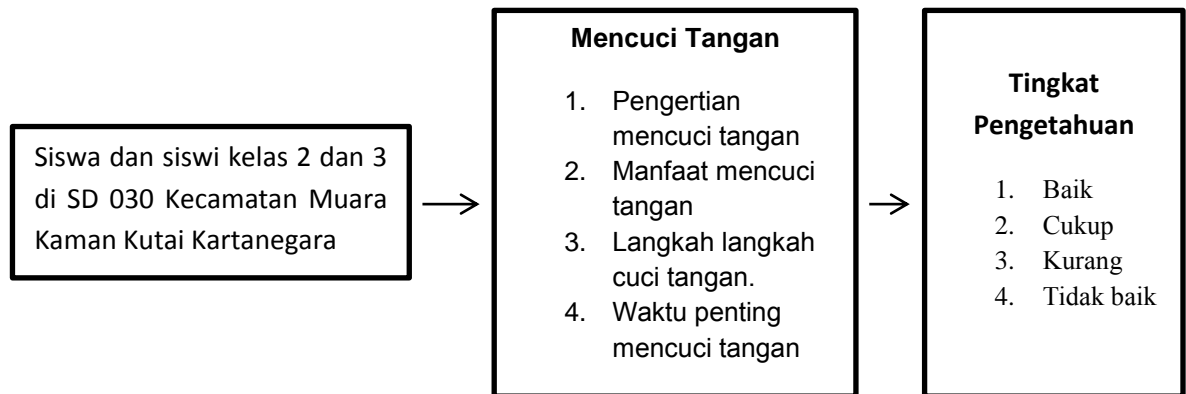 Siswa dan siswi kelas 2 dan 3
di SD 030 Kecamatan Muara
Kaman Kutai Kartanegara
Mencuci Tangan
1. Pengertian
mencuci tangan
2. Manfaat mencuci
tangan
3. Langkah langkah
cuci tangan.
4. Waktu penting
mencuci tangan
Tingkat
Pengetahuan
1. Baik
2. Cukup
3. Kurang
4. Tidak baik